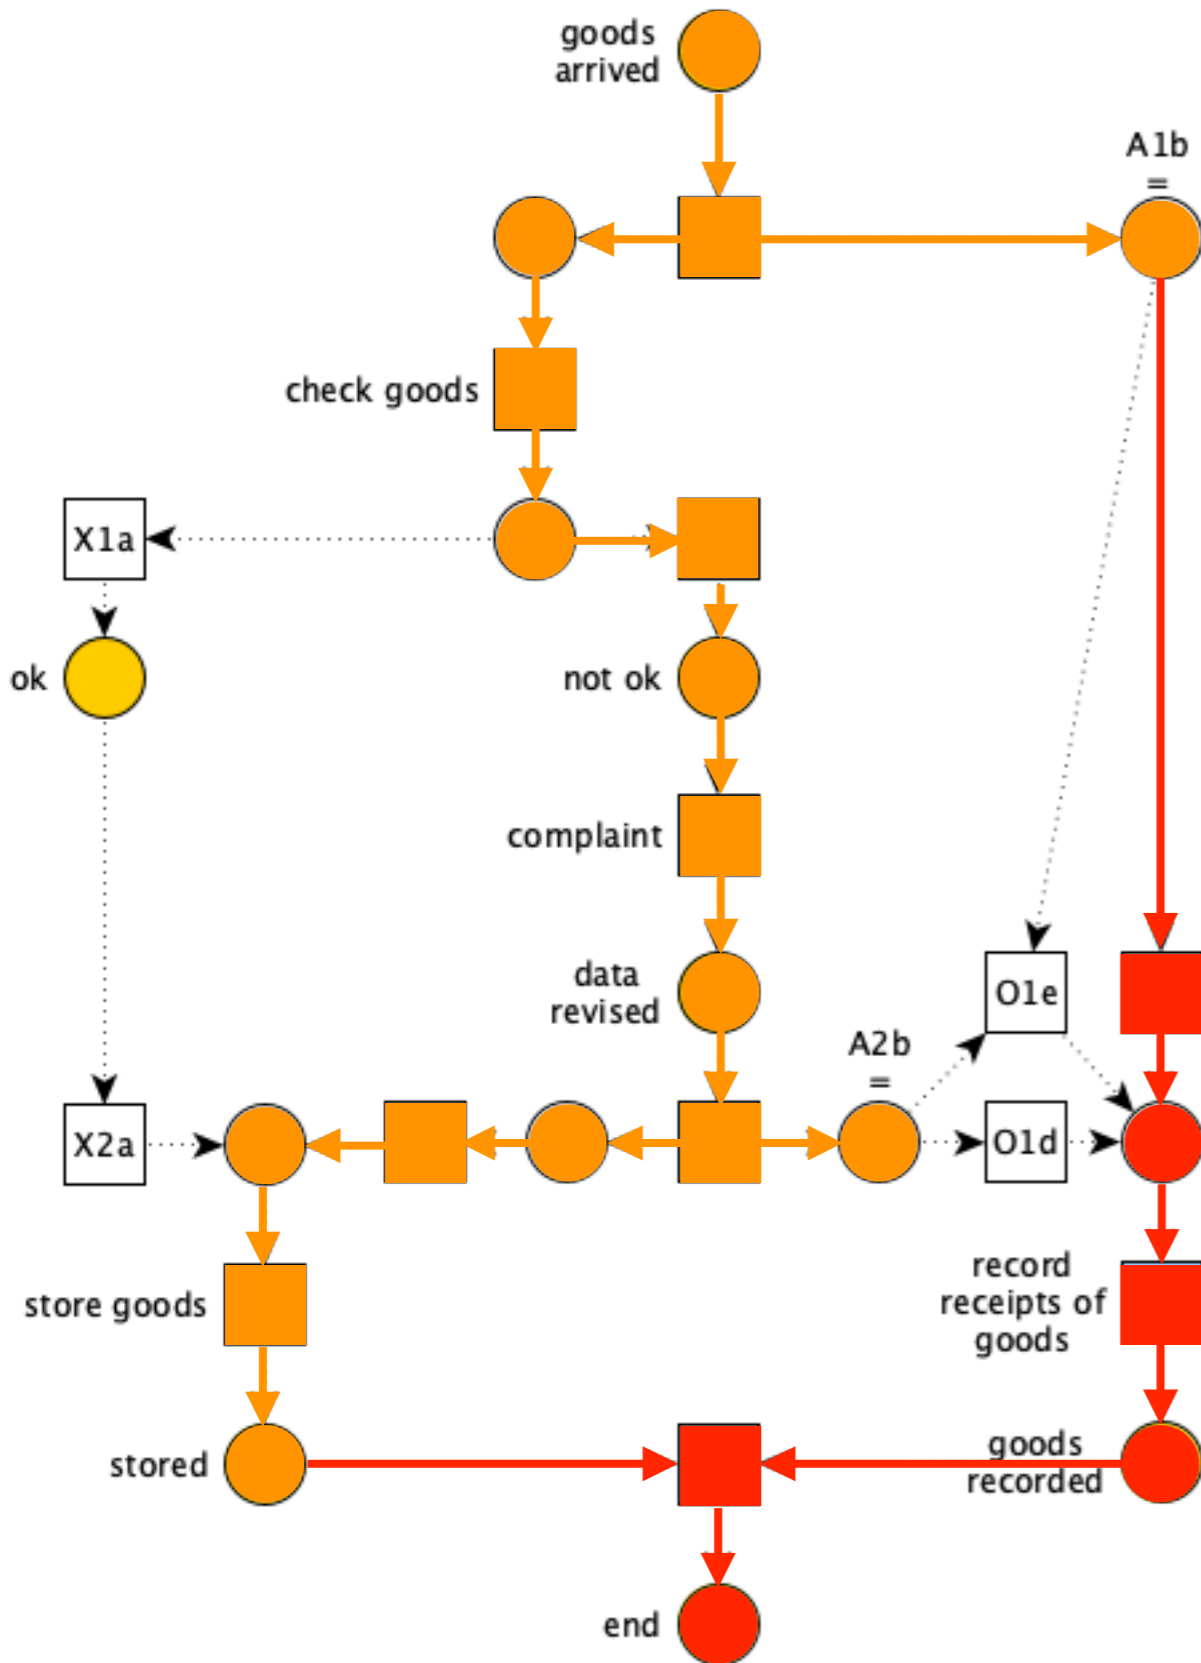 goods
arrived
A1b
=
check goods
X1a
ok
not ok
complaint
data
revised
A2b
=
O1e
X2a
O1d
store goods
record
receipts of
goods
stored
goods
recorded
end